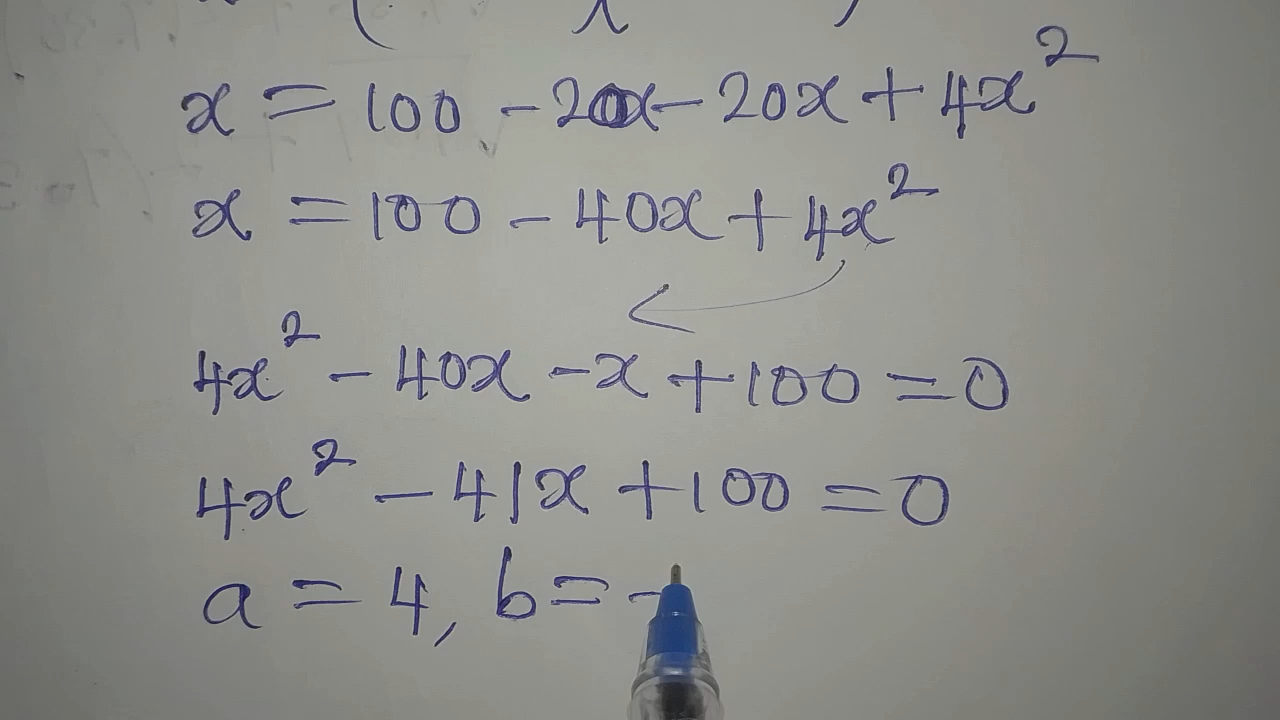 x = 100 - 20x - 20x + 4x²
x = 100 - 40x + 4x²
4x² - 40x - x + 100 = 0
4x² - 41x + 100 = 0
a = 4, b = -